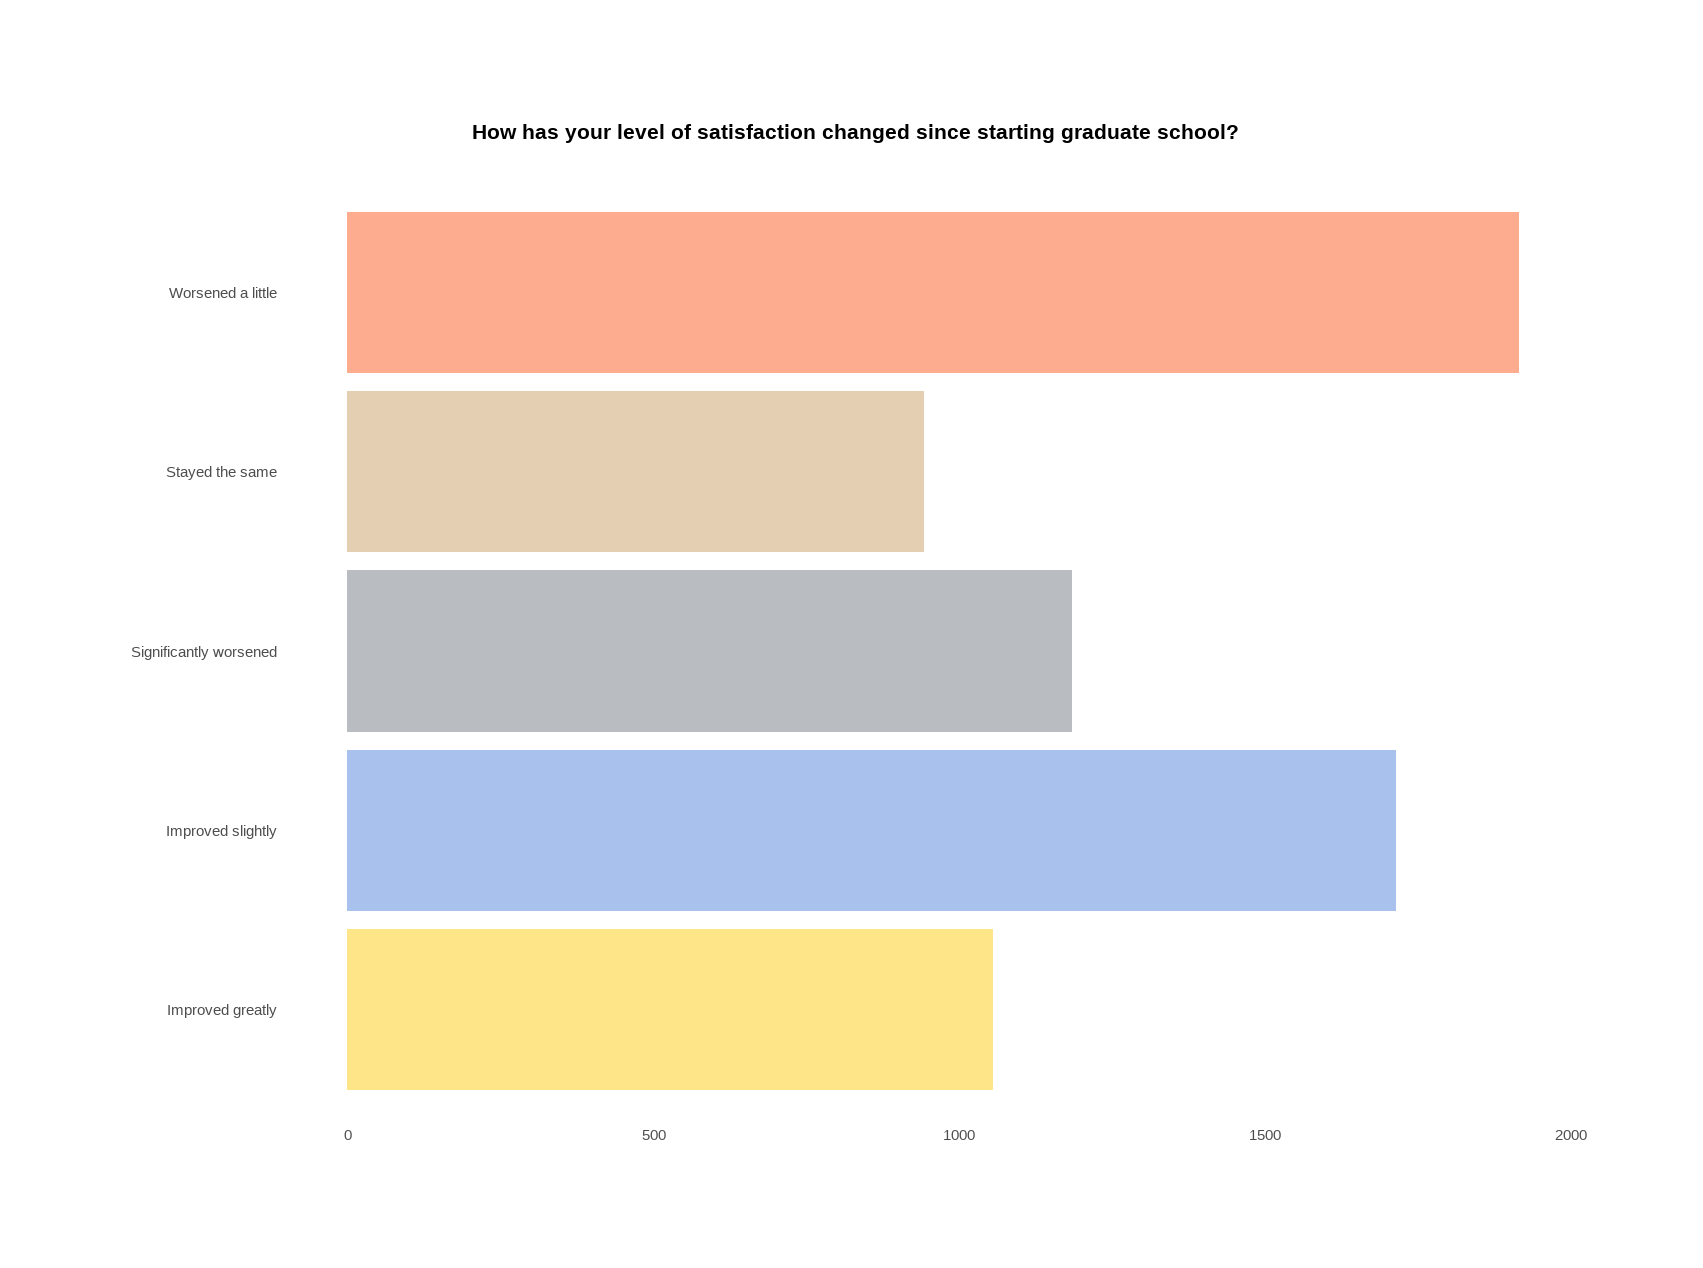 How has your level of satisfaction changed since starting graduate school?
Worsened a little
Stayed the same
Significantly worsened
Improved slightly
Improved greatly
0 500 1000 1500 2000